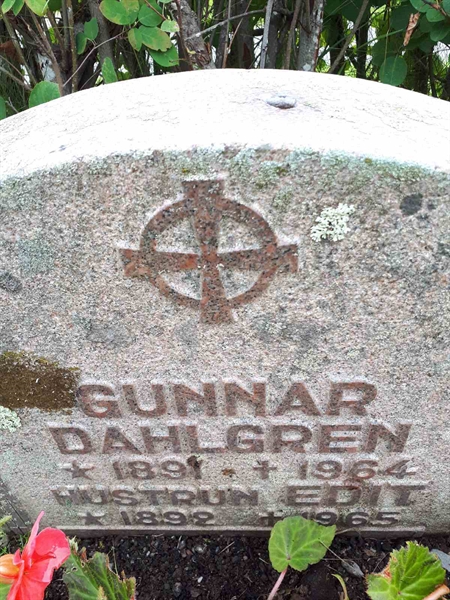 GUNNAR
DAHLGREN
★ 1891 · ✝ 1964
HUSTRUN EDIT
★ 1892 ✝ 1965